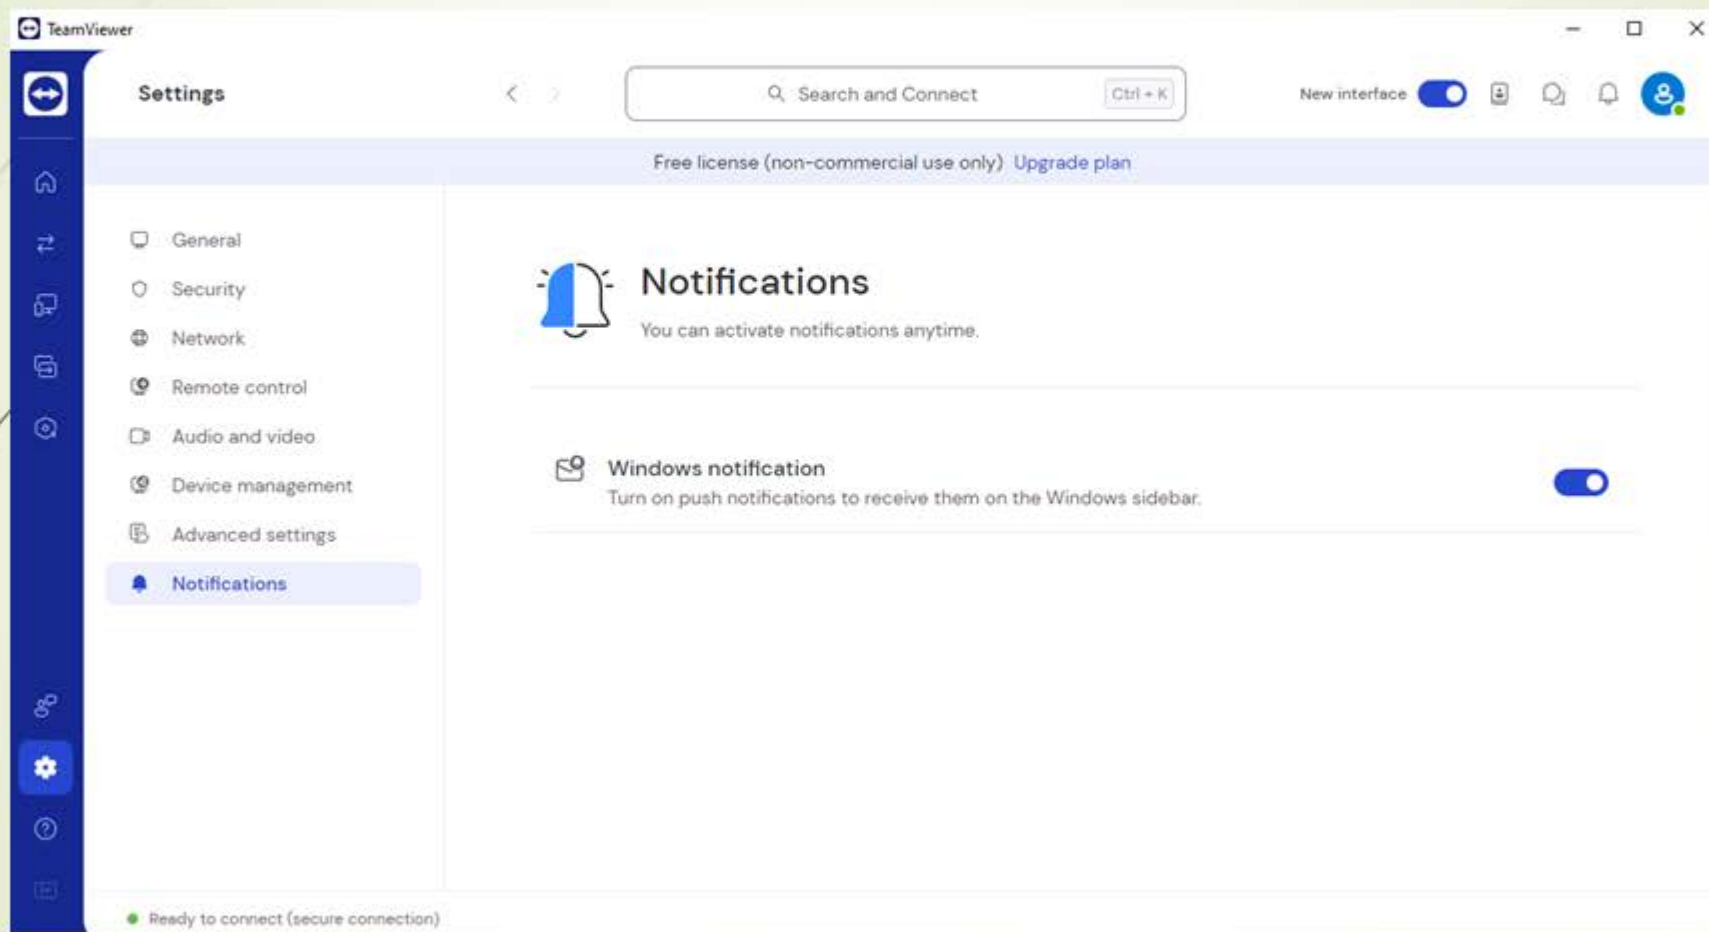 TeamViewer
Settings
Search and Connect
Ctrl + K
New interface
Free license (non-commercial use only) Upgrade plan
General
Security
Network
Remote control
Audio and video
Device management
Advanced settings
Notifications
Notifications
You can activate notifications anytime.
Windows notification
Turn on push notifications to receive them on the Windows sidebar.
Ready to connect (secure connection)